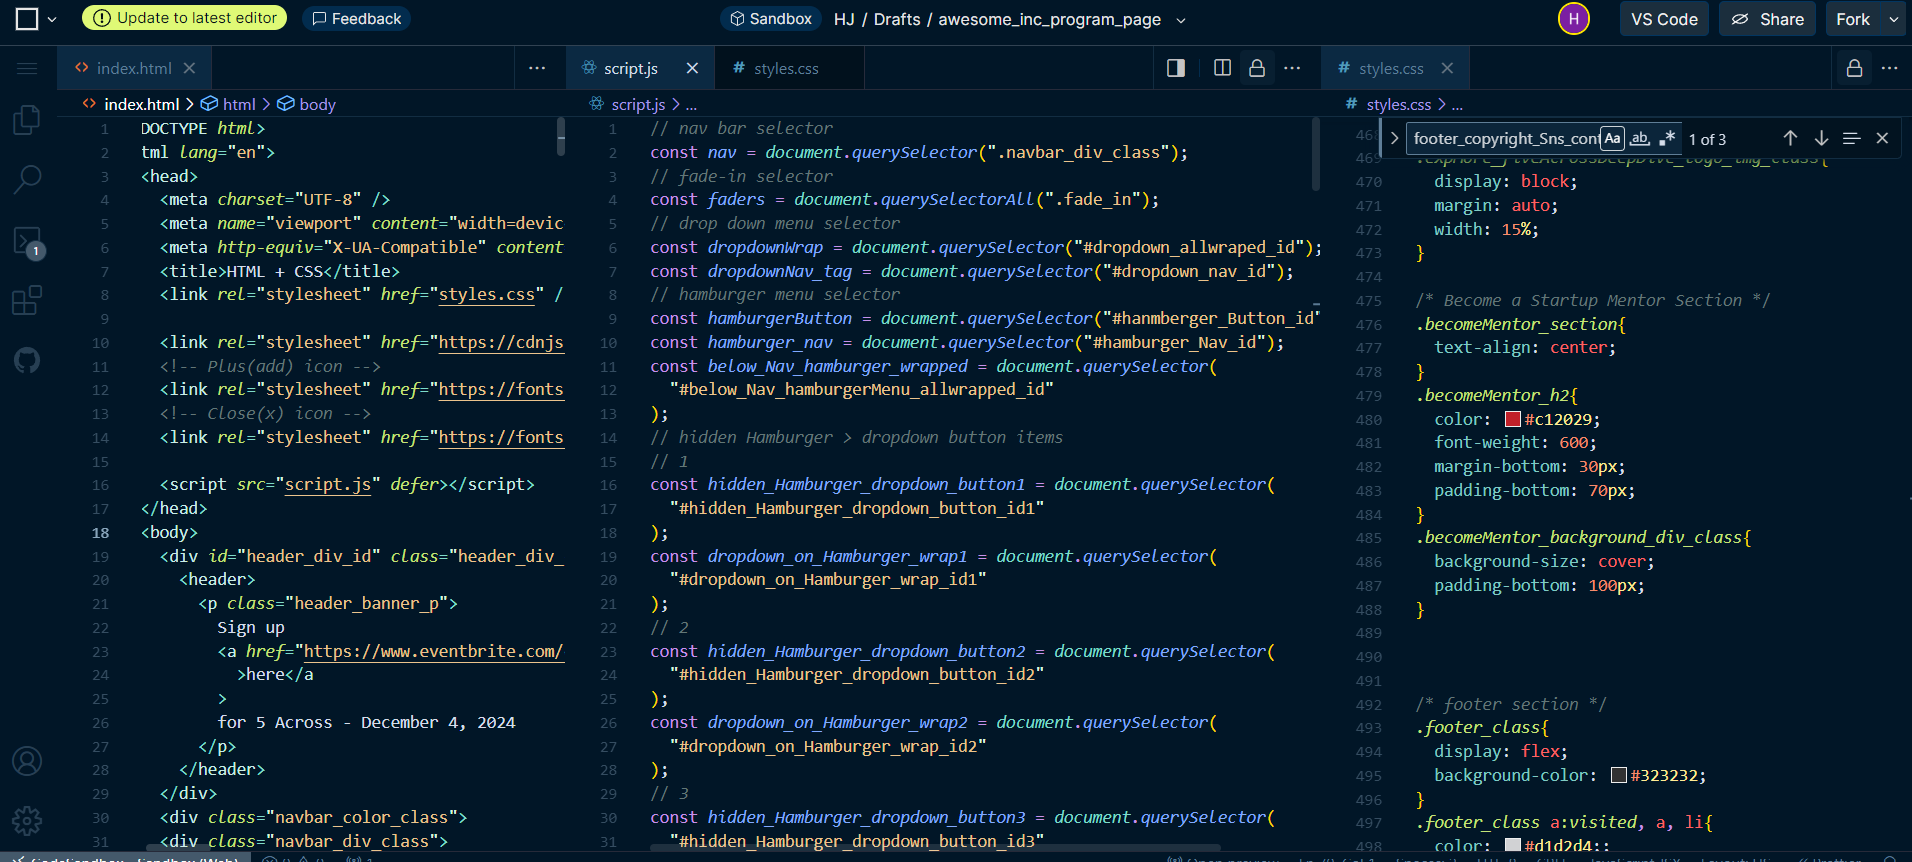 Update to latest editor
Feedback
Sandbox
HJ / Drafts / awesome_inc_program_page
H
VS Code
Share
Fork
index.html
script.js
styles.css
styles.css
index.html > html > body
script.js > ...
styles.css > ...
1
1 DOCTYPE html>
2 tml lang="en">
3 <head>
4 <meta charset="UTF-8" />
5 <meta name="viewport" content="width=devic
6 <meta http-equiv="X-UA-Compatible" content
7 <title>HTML + CSS</title>
8 <link rel="stylesheet" href="styles.css" /
9
10 <link rel="stylesheet" href="https://cdnjs
11 <!-- Plus(add) icon -->
12 <link rel="stylesheet" href="https://fonts
13 <!-- Close(x) icon -->
14 <link rel="stylesheet" href="https://fonts
15
16 <script src="script.js" defer></script>
17 </head>
18 <body>
19 <div id="header_div_id" class="header_div_
20 <header>
21 <p class="header_banner_p">
22 Sign up
23 <a href="https://www.eventbrite.com/
24 >here</a
25 >
26 for 5 Across - December 4, 2024
27 </p>
28 </header>
29 </div>
30 <div class="navbar_color_class">
31 <div class="navbar_div_class">
1 // nav bar selector
2 const nav = document.querySelector(".navbar_div_class");
3 // fade-in selector
4 const faders = document.querySelectorAll(".fade_in");
5 // drop down menu selector
6 const dropdownWrap = document.querySelector("#dropdown_allwraped_id");
7 const dropdownNav_tag = document.querySelector("#dropdown_nav_id");
8 // hamburger menu selector
9 const hamburgerButton = document.querySelector("#hanmberger_Button_id"
10 const hamburger_nav = document.querySelector("#hamburger_Nav_id");
11 const below_Nav_hamburger_wrapped = document.querySelector(
12 "#below_Nav_hamburgerMenu_allwrapped_id"
13 );
14 // hidden Hamburger > dropdown button items
15 // 1
16 const hidden_Hamburger_dropdown_button1 = document.querySelector(
17 "#hidden_Hamburger_dropdown_button_id1"
18 );
19 const dropdown_on_Hamburger_wrap1 = document.querySelector(
20 "#dropdown_on_Hamburger_wrap_id1"
21 );
22 // 2
23 const hidden_Hamburger_dropdown_button2 = document.querySelector(
24 "#hidden_Hamburger_dropdown_button_id2"
25 );
26 const dropdown_on_Hamburger_wrap2 = document.querySelector(
27 "#dropdown_on_Hamburger_wrap_id2"
28 );
29 // 3
30 const hidden_Hamburger_dropdown_button3 = document.querySelector(
31 "#hidden_Hamburger_dropdown_button_id3"
footer_copyright_Sns_cont Aa ab .* 1 of 3
468
469
470 display: block;
471 margin: auto;
472 width: 15%;
473 }
474
475 /* Become a Startup Mentor Section */
476 .becomeMentor_section{
477 text-align: center;
478 }
479 .becomeMentor_h2{
480 color: #c12029;
481 font-weight: 600;
482 margin-bottom: 30px;
483 padding-bottom: 70px;
484 }
485 .becomeMentor_background_div_class{
486 background-size: cover;
487 padding-bottom: 100px;
488 }
489
490
491
492 /* footer section */
493 .footer_class{
494 display: flex;
495 background-color: #323232;
496 }
497 .footer_class a:visited, a, li{
498 color: #d1d2d4;